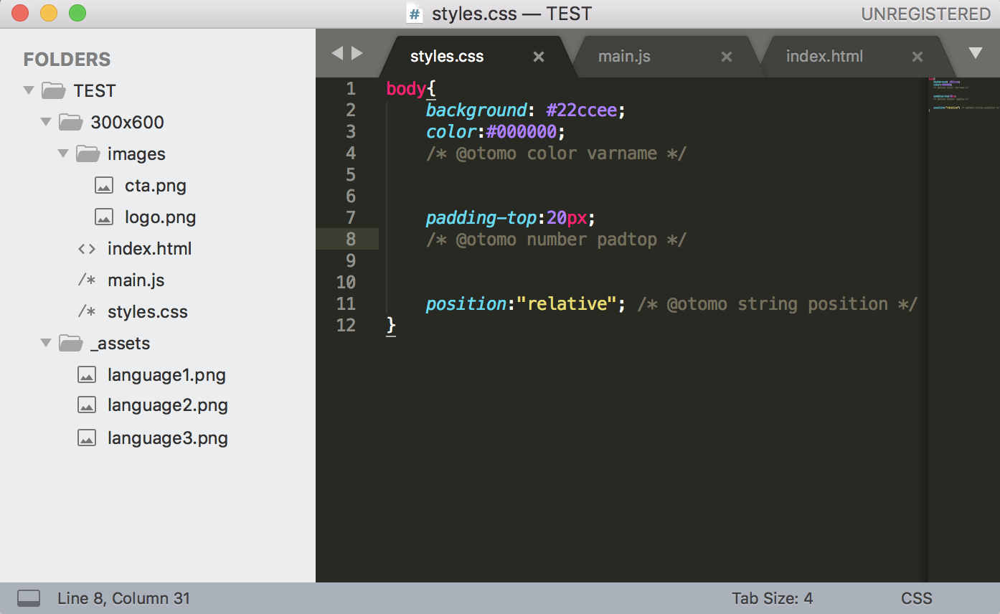 styles.css — TEST
UNREGISTERED
FOLDERS
TEST
300x600
images
cta.png
logo.png
<> index.html
/* main.js
/* styles.css
_assets
language1.png
language2.png
language3.png
styles.css × main.js × index.html ×
1 body{
2     background: #22ccee;
3     color:#000000;
4     /* @otomo color varname */
5
6
7     padding-top:20px;
8     /* @otomo number padtop */
9
10
11     position:"relative"; /* @otomo string position */
12 }
Line 8, Column 31
Tab Size: 4
CSS